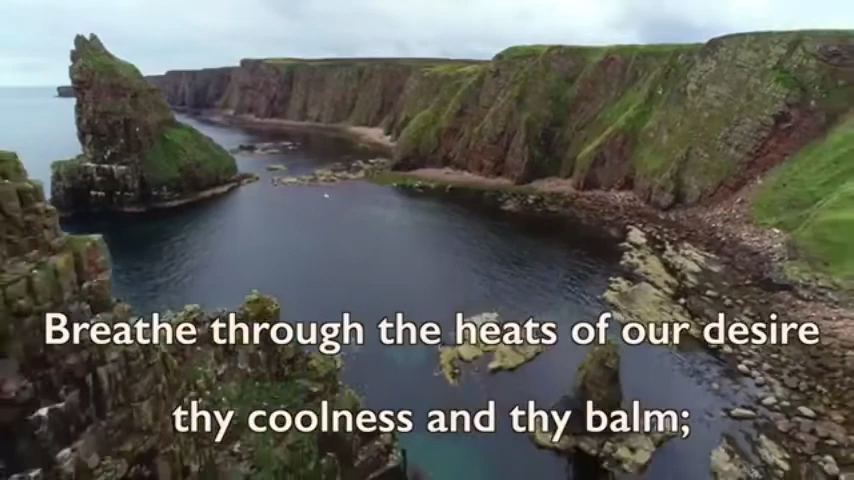 Breathe through the heats of our desire
thy coolness and thy balm;